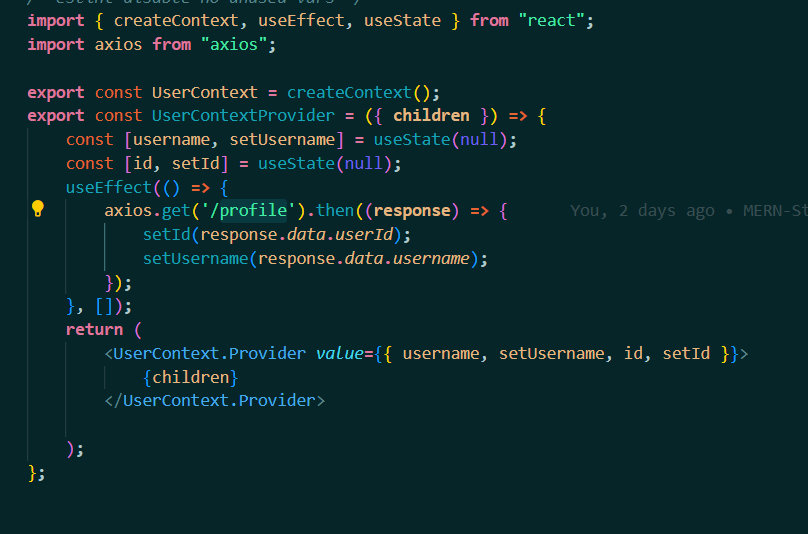 import { createContext, useEffect, useState } from "react";
import axios from "axios";
export const UserContext = createContext();
export const UserContextProvider = ({ children }) => {
const [username, setUsername] = useState(null);
const [id, setId] = useState(null);
useEffect(() => {
axios.get('/profile').then((response) => { You, 2 days ago • MERN-St
setId(response.data.userId);
setUsername(response.data.username);
});
}, []);
return (
<UserContext.Provider value={{ username, setUsername, id, setId }}>
{children}
</UserContext.Provider>
);
};